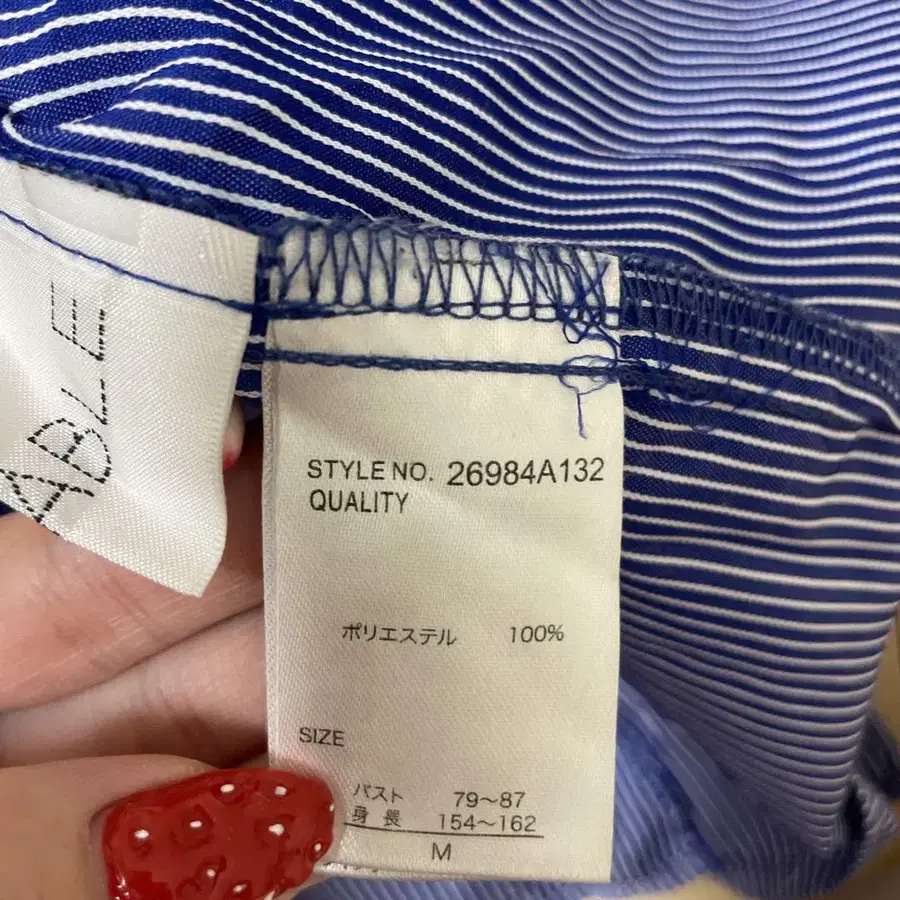 ABLE
STYLE NO. 26984A132
QUALITY
ポリエステル 100%
SIZE
バスト 79～87
身長 154～162
M